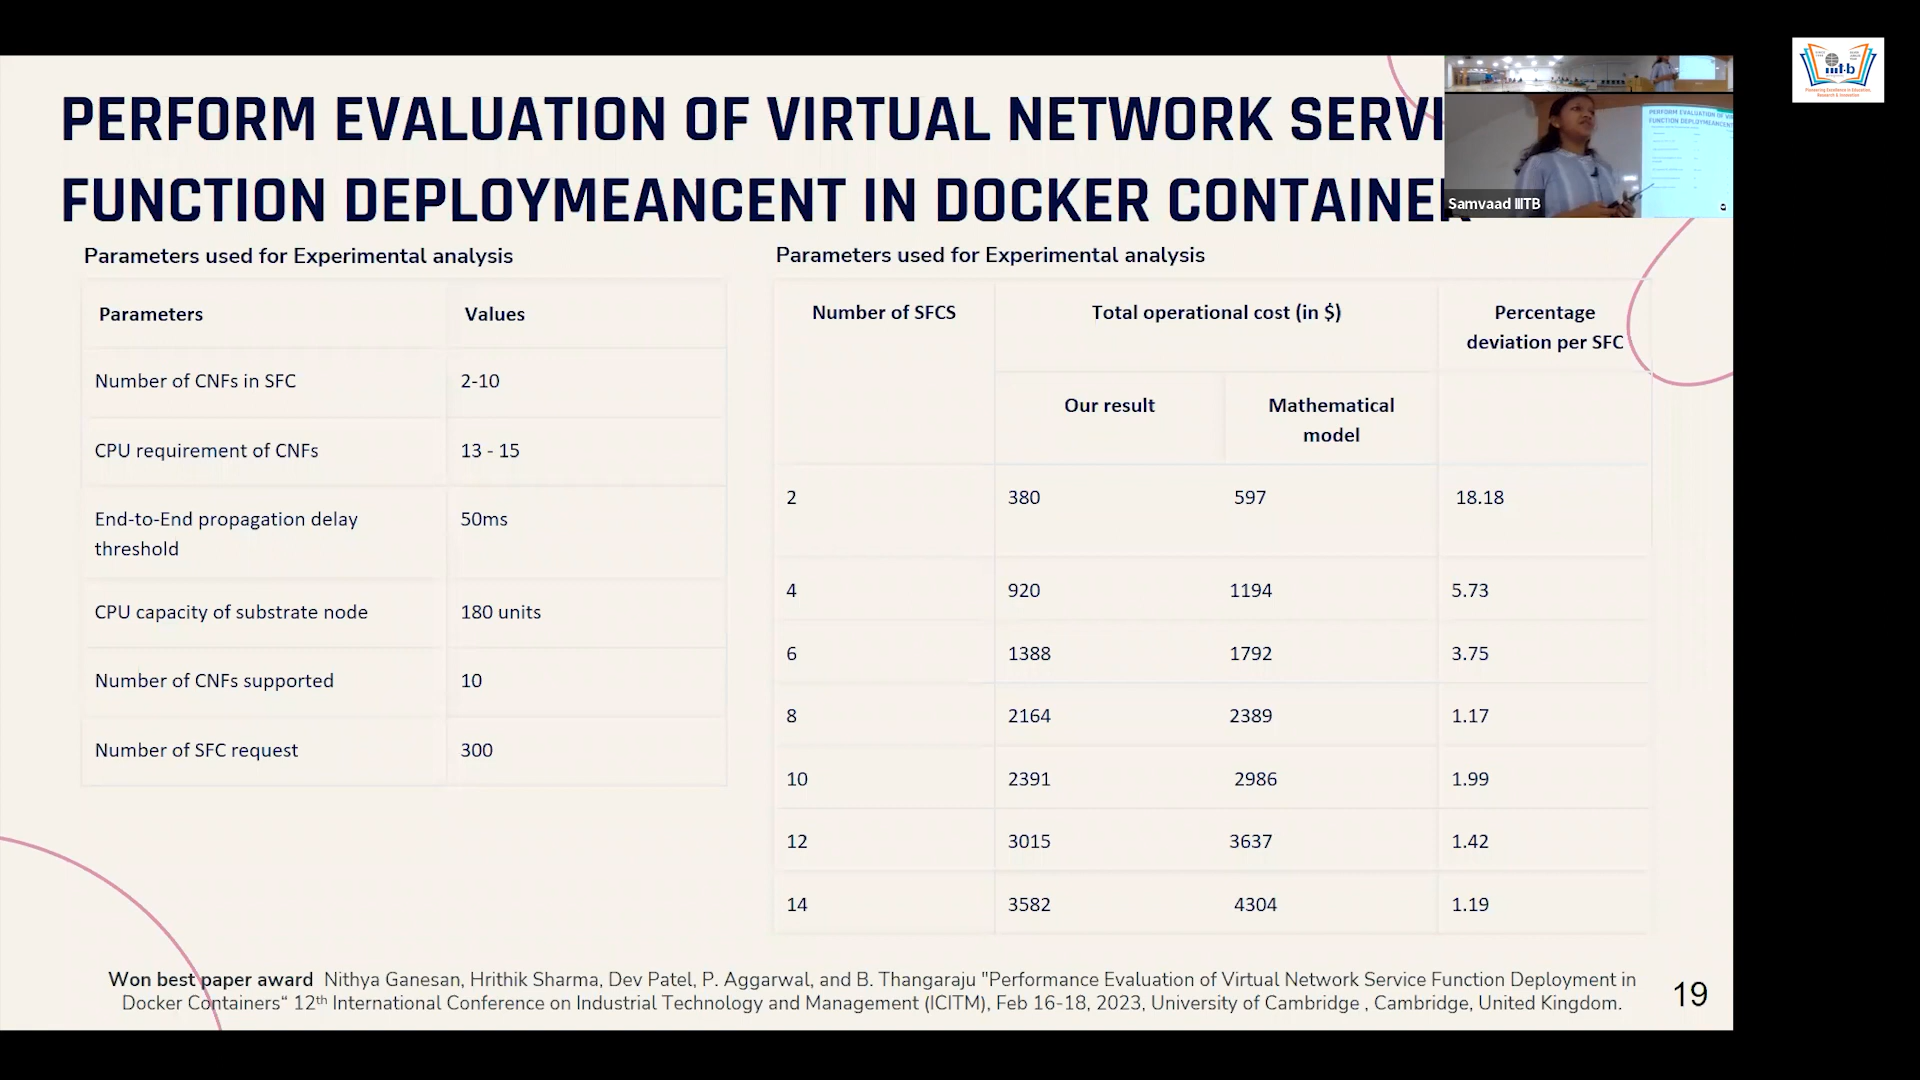 PERFORM EVALUATION OF VIRTUAL NETWORK SERVI
FUNCTION DEPLOYMEANCENT IN DOCKER CONTAINER
Samvaad IIITB
Parameters used for Experimental analysis
Parameters Values
Number of CNFs in SFC 2-10
CPU requirement of CNFs 13 - 15
End-to-End propagation delay 50ms
threshold
CPU capacity of substrate node 180 units
Number of CNFs supported 10
Number of SFC request 300
Parameters used for Experimental analysis
Number of SFCS Total operational cost (in $) Percentage
deviation per SFC
Our result Mathematical
model
2 380 597 18.18
4 920 1194 5.73
6 1388 1792 3.75
8 2164 2389 1.17
10 2391 2986 1.99
12 3015 3637 1.42
14 3582 4304 1.19
Won best paper award Nithya Ganesan, Hrithik Sharma, Dev Patel, P. Aggarwal, and B. Thangaraju "Performance Evaluation of Virtual Network Service Function Deployment in
Docker Containers“ 12th International Conference on Industrial Technology and Management (ICITM), Feb 16-18, 2023, University of Cambridge , Cambridge, United Kingdom.
19
iiit-b
Pioneering Excellence in Education,
Research & Innovation